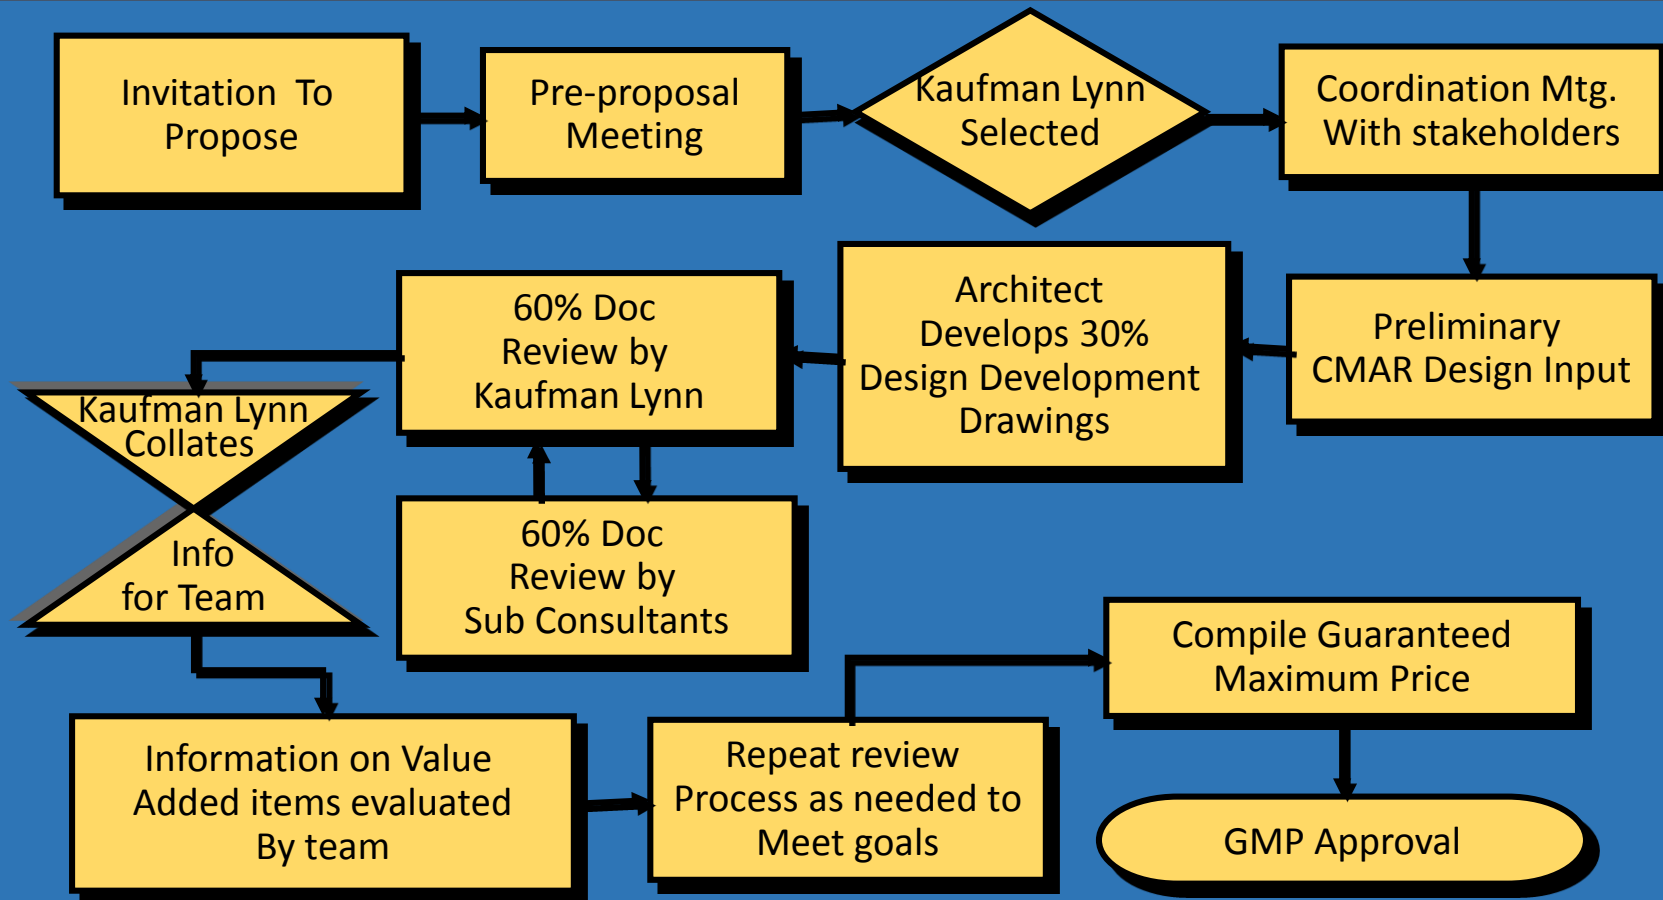 Invitation To
Propose
Pre-proposal
Meeting
Kaufman Lynn
Selected
Coordination Mtg.
With stakeholders
Preliminary
CMAR Design Input
Architect
Develops 30%
Design Development
Drawings
60% Doc
Review by
Kaufman Lynn
60% Doc
Review by
Sub Consultants
Kaufman Lynn
Collates
Info
for Team
Information on Value
Added items evaluated
By team
Repeat review
Process as needed to
Meet goals
Compile Guaranteed
Maximum Price
GMP Approval